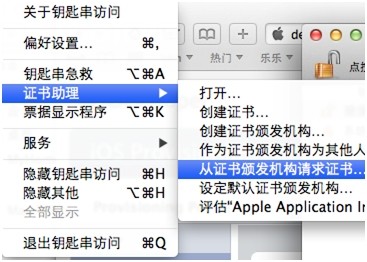 关于钥匙串访问
偏好设置... ⌘,
钥匙串急救 ⌥⌘A
证书助理 ▶
票据显示程序 ⌥⌘K
服务 ▶
隐藏钥匙串访问 ⌘H
隐藏其他 ⌥⌘H
全部显示
退出钥匙串访问 ⌘Q
de
热门
乐乐
点按
打开...
创建证书...
创建证书颁发机构...
作为证书颁发机构为其他人
从证书颁发机构请求证书...
设定默认证书颁发机构...
评估"Apple Application In